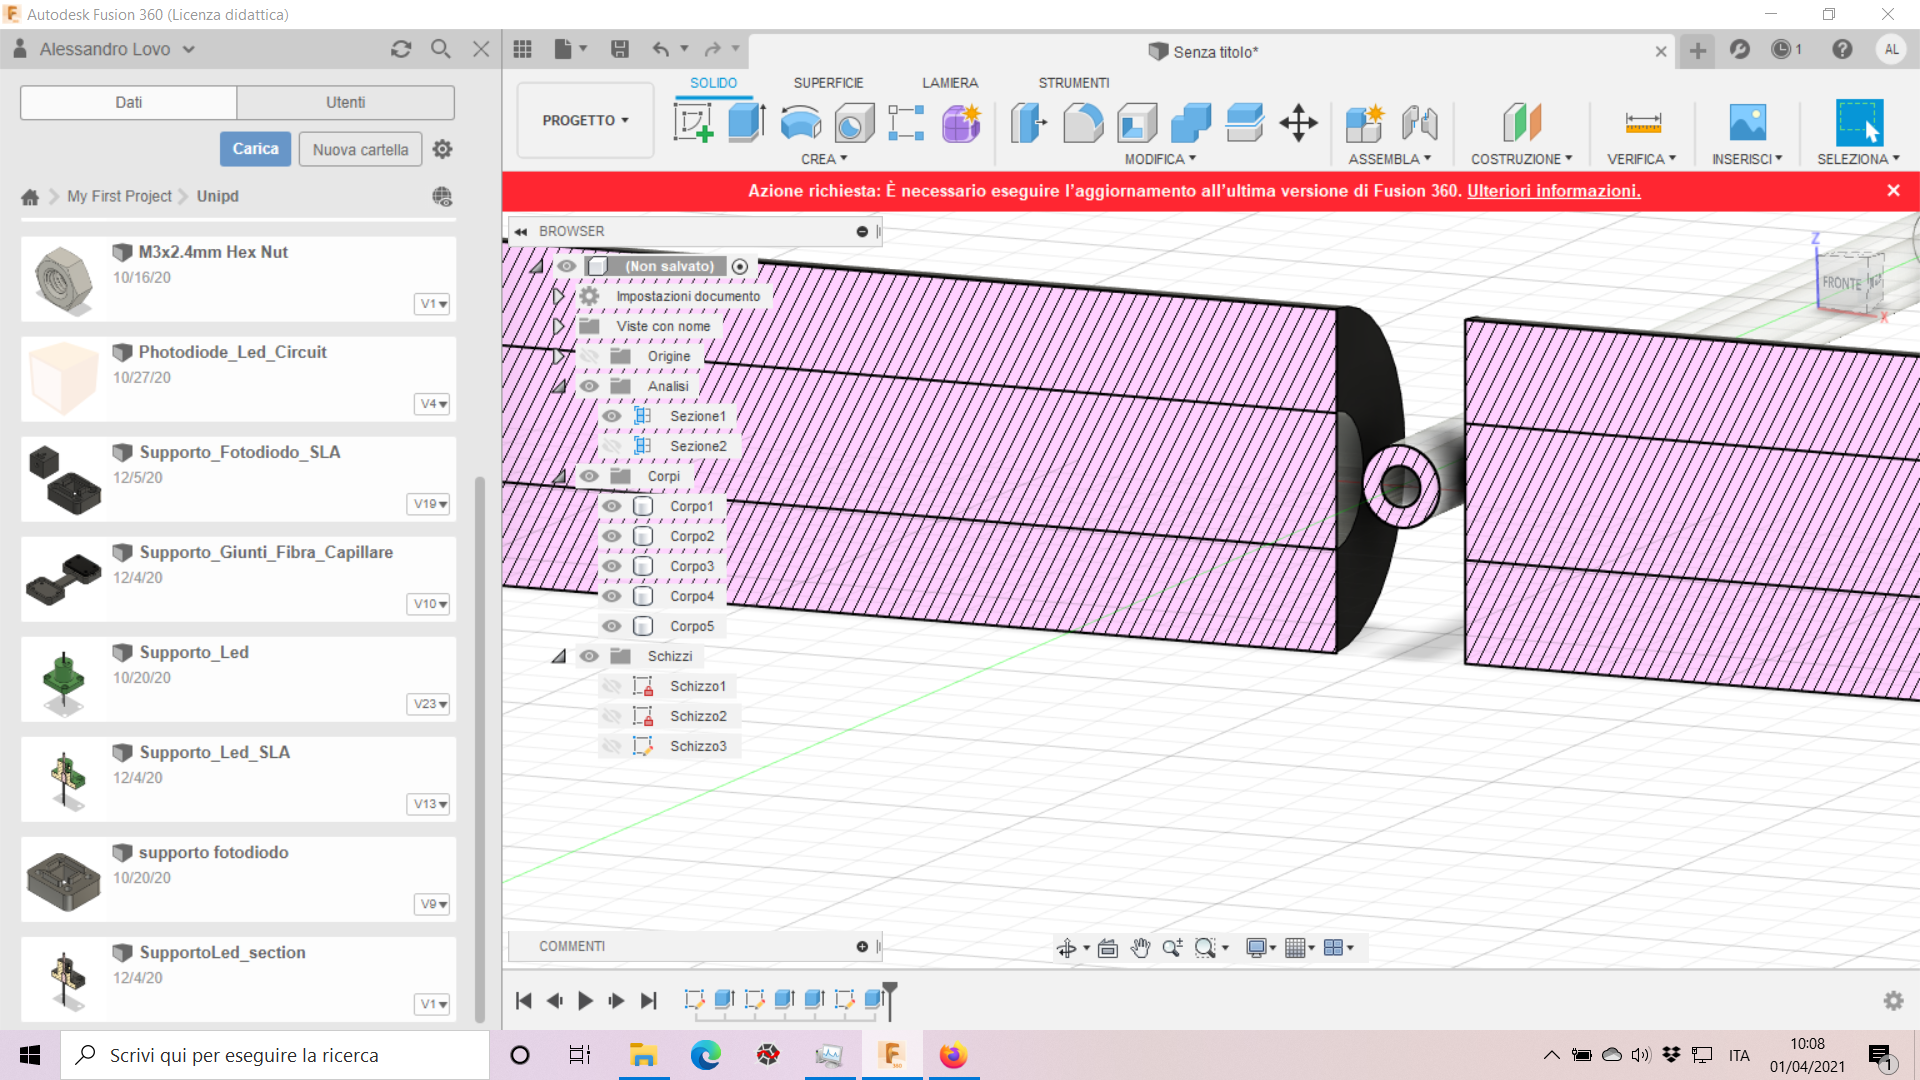 Autodesk Fusion 360 (Licenza didattica)
Alessandro Lovo
Senza titolo*
1
AL
Dati
Utenti
Carica
Nuova cartella
My First Project
Unipd
SOLIDO
SUPERFICIE
LAMIERA
STRUMENTI
PROGETTO
CREA
MODIFICA
ASSEMBLA
COSTRUZIONE
VERIFICA
INSERISCI
SELEZIONA
Azione richiesta: È necessario eseguire l'aggiornamento all'ultima versione di Fusion 360. Ulteriori informazioni.
M3x2.4mm Hex Nut
10/16/20
V1
Photodiode_Led_Circuit
10/27/20
V4
Supporto_Fotodiodo_SLA
12/5/20
V19
Supporto_Giunti_Fibra_Capillare
12/4/20
V10
Supporto_Led
10/20/20
V23
Supporto_Led_SLA
12/4/20
V13
supporto fotodiodo
10/20/20
V9
SupportoLed_section
12/4/20
V1
BROWSER
(Non salvato)
Impostazioni documento
Viste con nome
Origine
Analisi
Sezione1
Sezione2
Corpi
Corpo1
Corpo2
Corpo3
Corpo4
Corpo5
Schizzi
Schizzo1
Schizzo2
Schizzo3
Z
FRONTE
X
COMMENTI
Scrivi qui per eseguire la ricerca
ITA
10:08
01/04/2021
1